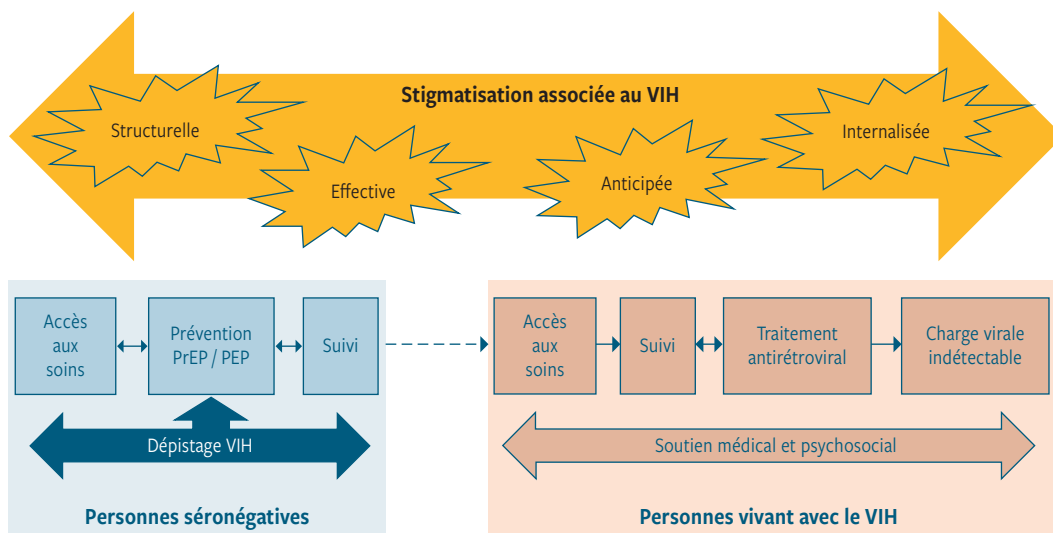 Stigmatisation associée au VIH
Structurelle
Effective
Anticipée
Internalisée
Accès
aux
soins
Prévention
PrEP / PEP
Suivi
Dépistage VIH
Personnes séronégatives
Accès
aux
soins
Suivi
Traitement
antirétroviral
Charge virale
indétectable
Soutien médical et psychosocial
Personnes vivant avec le VIH